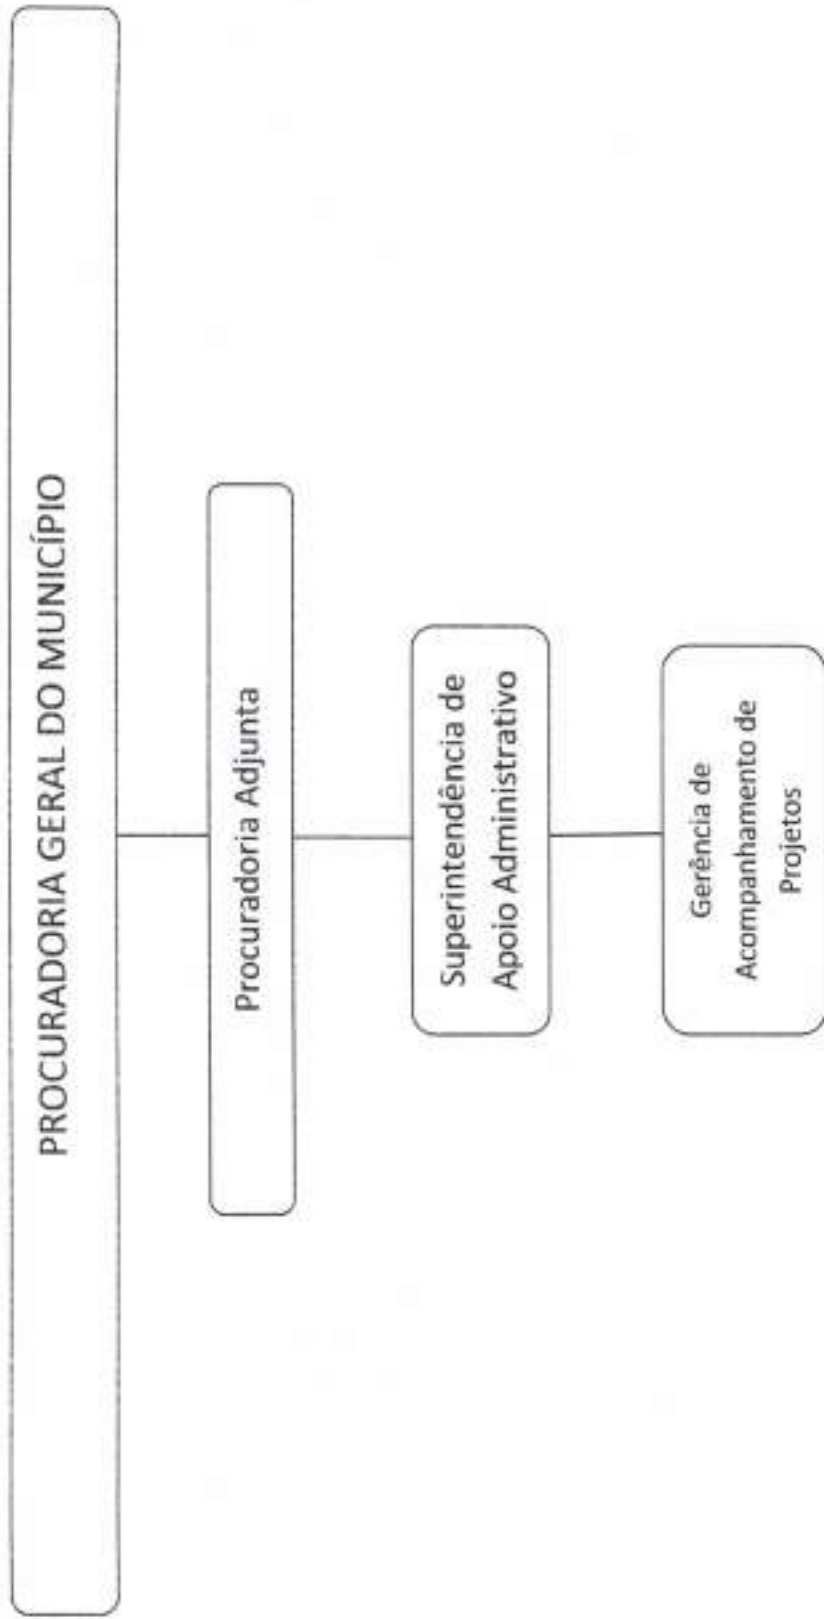 PROCURADORIA GERAL DO MUNICÍPIO
Procuradoria Adjunta
Superintendência de
Apoio Administrativo
Gerência de
Acompanhamento de
Projetos